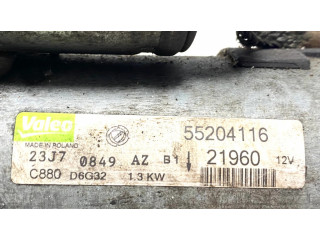 Valeo 55204116
MADE IN POLAND
23J7 0849 AZ B1 21960 12V
C880 D6G32 1.3 KW